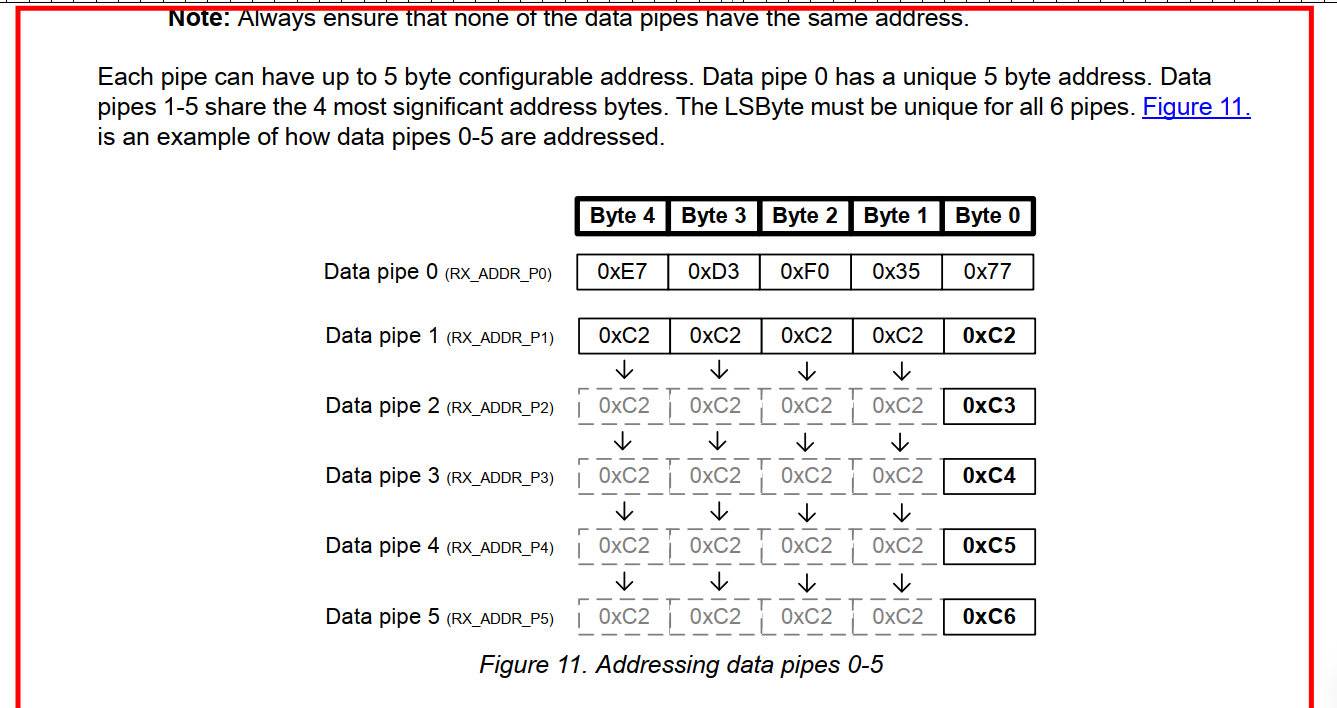 Note: Always ensure that none of the data pipes have the same address.
Each pipe can have up to 5 byte configurable address. Data pipe 0 has a unique 5 byte address. Data
pipes 1-5 share the 4 most significant address bytes. The LSByte must be unique for all 6 pipes. Figure 11.
is an example of how data pipes 0-5 are addressed.
Byte 4 Byte 3 Byte 2 Byte 1 Byte 0
Data pipe 0 (RX_ADDR_P0) 0xE7 0xD3 0xF0 0x35 0x77
Data pipe 1 (RX_ADDR_P1) 0xC2 0xC2 0xC2 0xC2 0xC2
Data pipe 2 (RX_ADDR_P2) 0xC2 0xC2 0xC2 0xC2 0xC3
Data pipe 3 (RX_ADDR_P3) 0xC2 0xC2 0xC2 0xC2 0xC4
Data pipe 4 (RX_ADDR_P4) 0xC2 0xC2 0xC2 0xC2 0xC5
Data pipe 5 (RX_ADDR_P5) 0xC2 0xC2 0xC2 0xC2 0xC6
Figure 11. Addressing data pipes 0-5